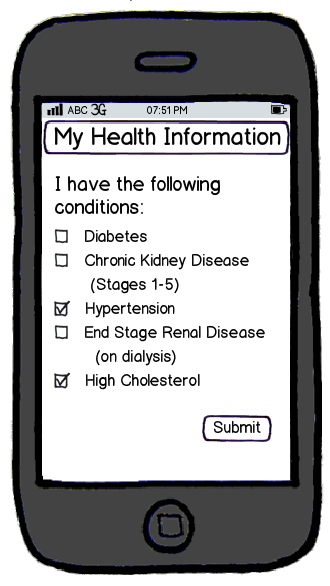 ABC 3G 07:51 PM
My Health Information
I have the following
conditions:
Diabetes
Chronic Kidney Disease
(Stages 1-5)
Hypertension
End Stage Renal Disease
(on dialysis)
High Cholesterol
Submit